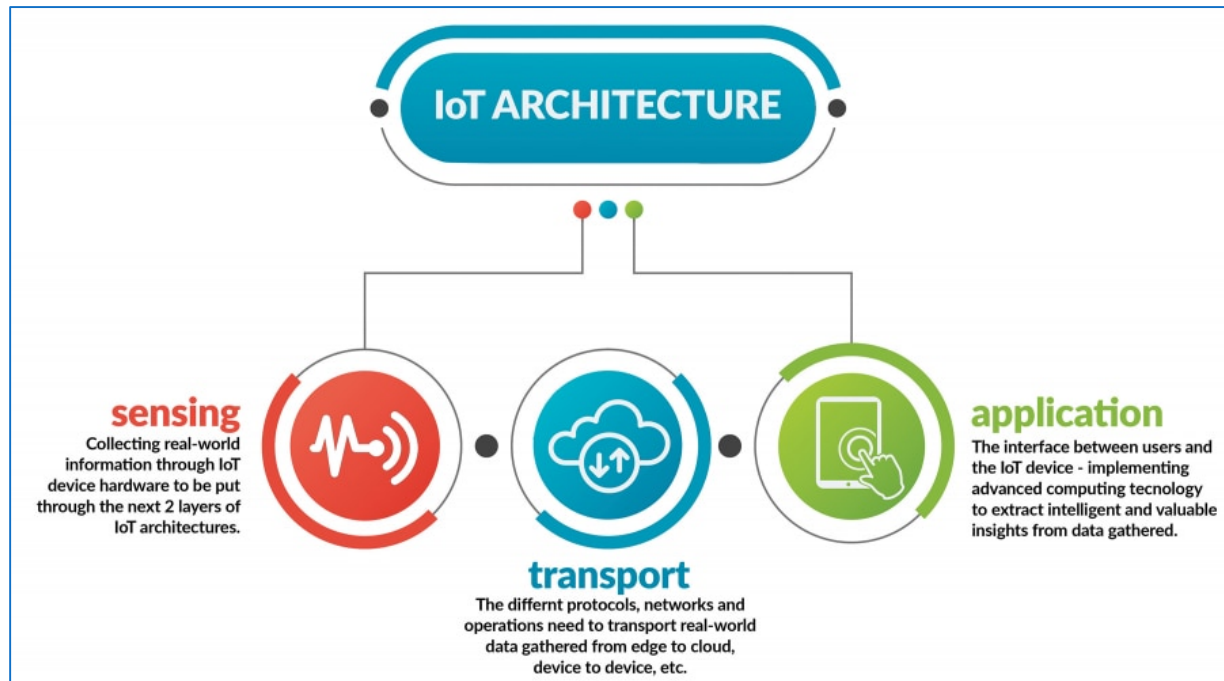 IoT ARCHITECTURE
sensing
Collecting real-world
information through IoT
device hardware to be put
through the next 2 layers of
IoT architectures.
transport
The differnt protocols, networks and
operations need to transport real-world
data gathered from edge to cloud,
device to device, etc.
application
The interface between users and
the IoT device - implementing
advanced computing tecnology
to extract intelligent and valuable
insights from data gathered.